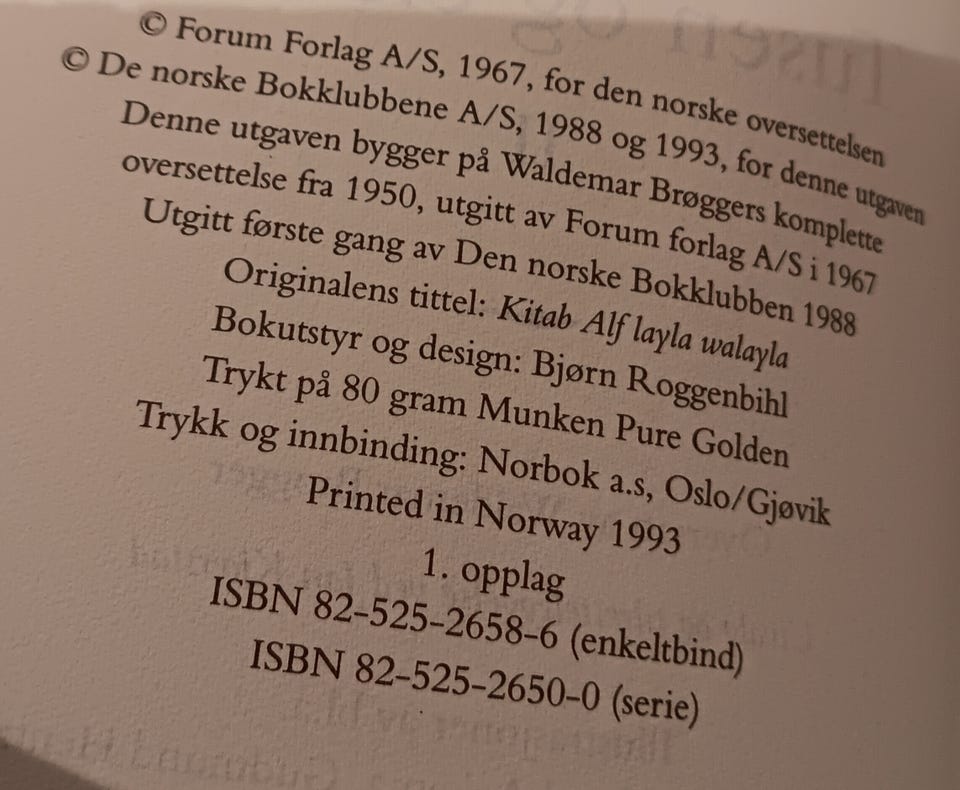 © Forum Forlag A/S, 1967, for den norske oversettelsen
© De norske Bokklubbene A/S, 1988 og 1993, for denne utgaven
Denne utgaven bygger på Waldemar Brøggers komplette
oversettelse fra 1950, utgitt av Forum forlag A/S i 1967
Utgitt første gang av Den norske Bokklubben 1988
Originalens tittel: Kitab Alf layla walayla
Bokutstyr og design: Bjørn Roggenbihl
Trykt på 80 gram Munken Pure Golden
Trykk og innbinding: Norbok a.s, Oslo/Gjøvik
Printed in Norway 1993
1. opplag
ISBN 82-525-2658-6 (enkeltbind)
ISBN 82-525-2650-0 (serie)